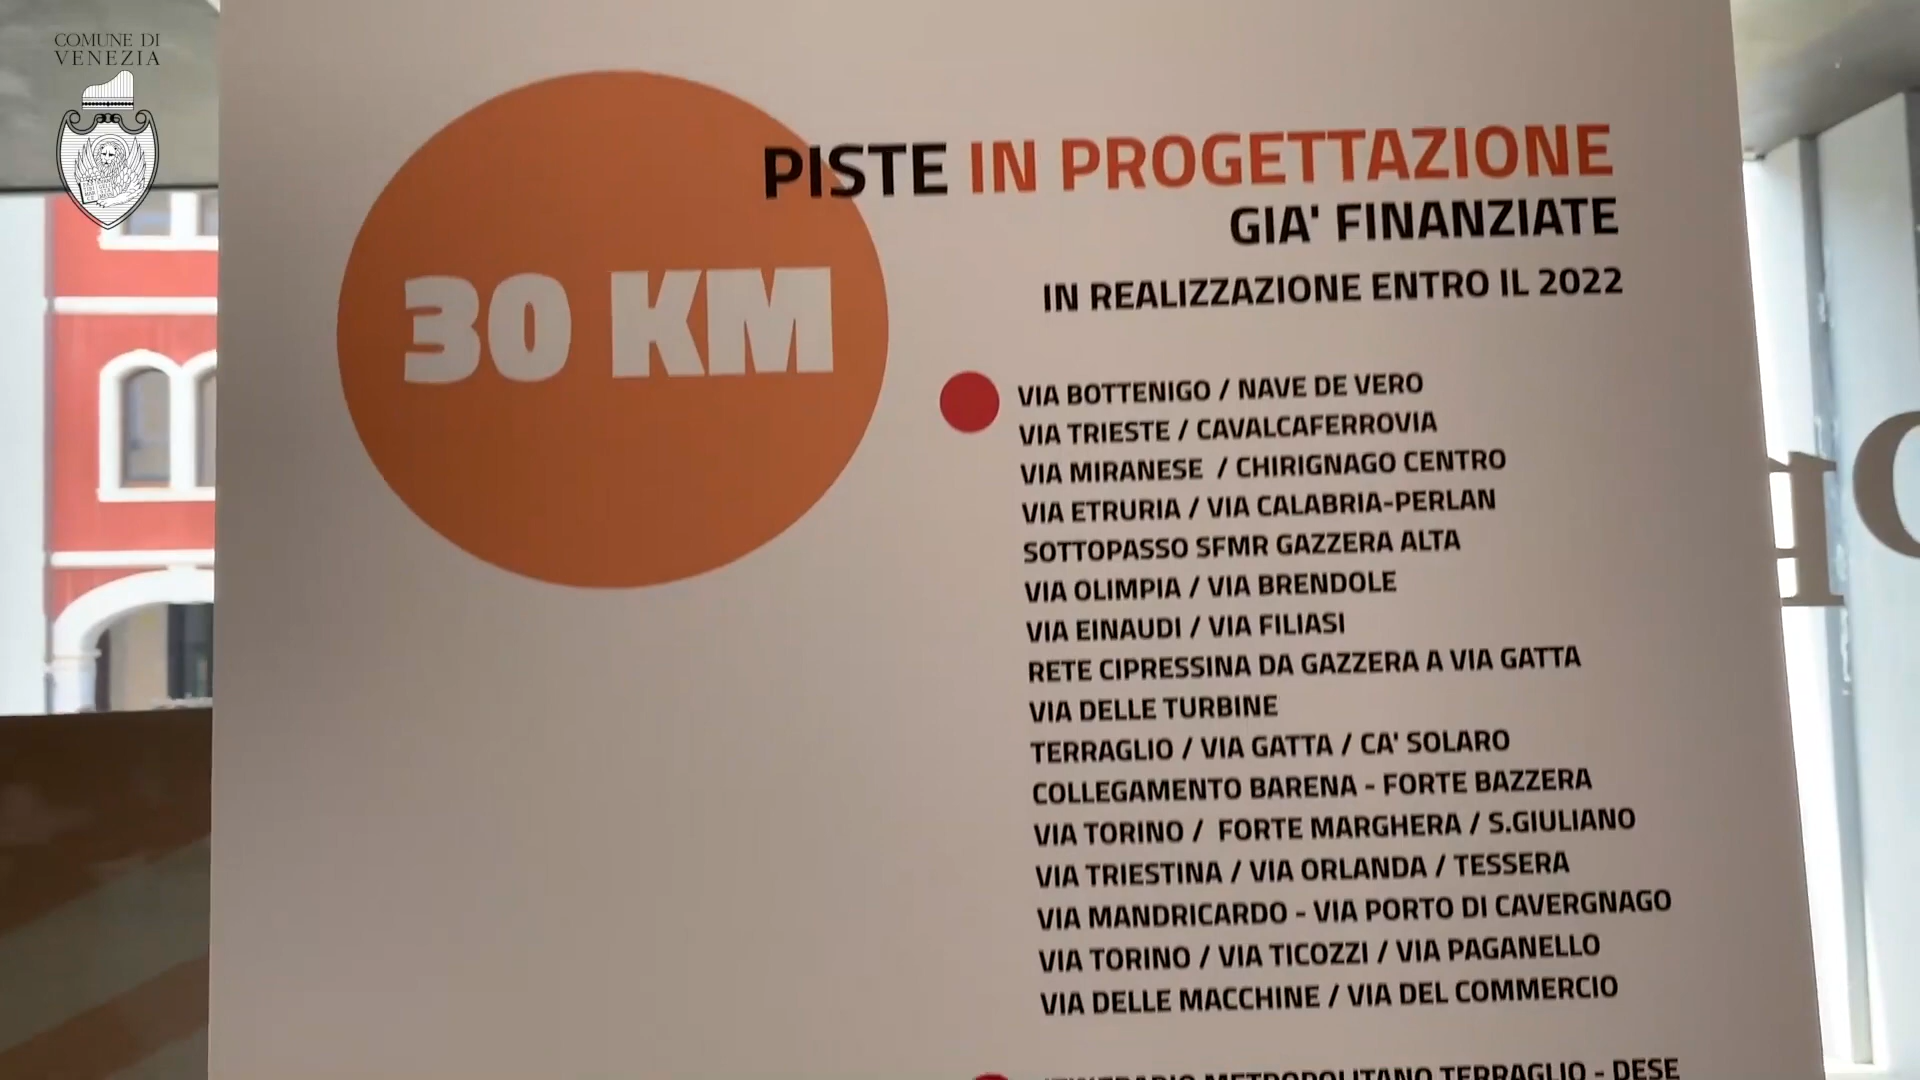 COMUNE DI
VENEZIA
PISTE IN PROGETTAZIONE
GIA' FINANZIATE
IN REALIZZAZIONE ENTRO IL 2022
30 KM
VIA BOTTENIGO / NAVE DE VERO
VIA TRIESTE / CAVALCAFERROVIA
VIA MIRANESE / CHIRIGNAGO CENTRO
VIA ETRURIA / VIA CALABRIA-PERLAN
SOTTOPASSO SFMR GAZZERA ALTA
VIA OLIMPIA / VIA BRENDOLE
VIA EINAUDI / VIA FILIASI
RETE CIPRESSINA DA GAZZERA A VIA GATTA
VIA DELLE TURBINE
TERRAGLIO / VIA GATTA / CA' SOLARO
COLLEGAMENTO BARENA - FORTE BAZZERA
VIA TORINO / FORTE MARGHERA / S.GIULIANO
VIA TRIESTINA / VIA ORLANDA / TESSERA
VIA MANDRICARDO - VIA PORTO DI CAVERGNAGO
VIA TORINO / VIA TICOZZI / VIA PAGANELLO
VIA DELLE MACCHINE / VIA DEL COMMERCIO
ITINERARIO METROPOLITANO TERRAGLIO - DESE